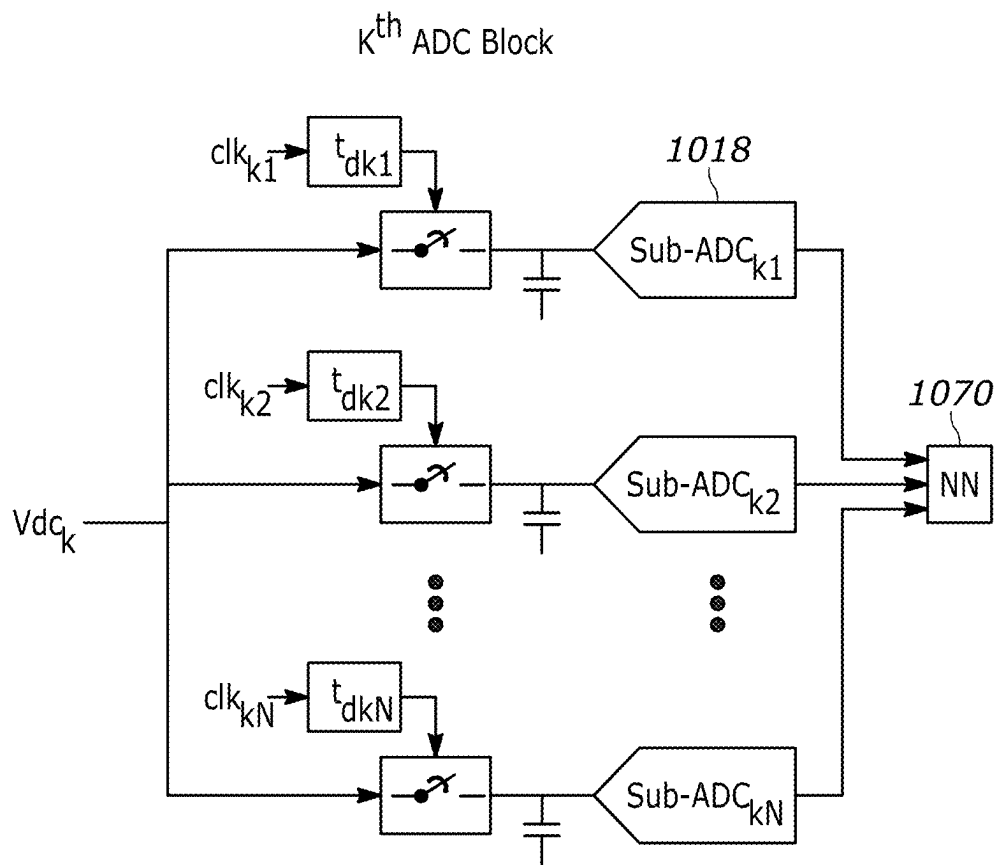 Kth ADC Block
clkk1
tdk1
1018
Sub-ADCk1
clkk2
tdk2
1070
Sub-ADCk2
NN
Vdck
clkkN
tdkN
Sub-ADCkN